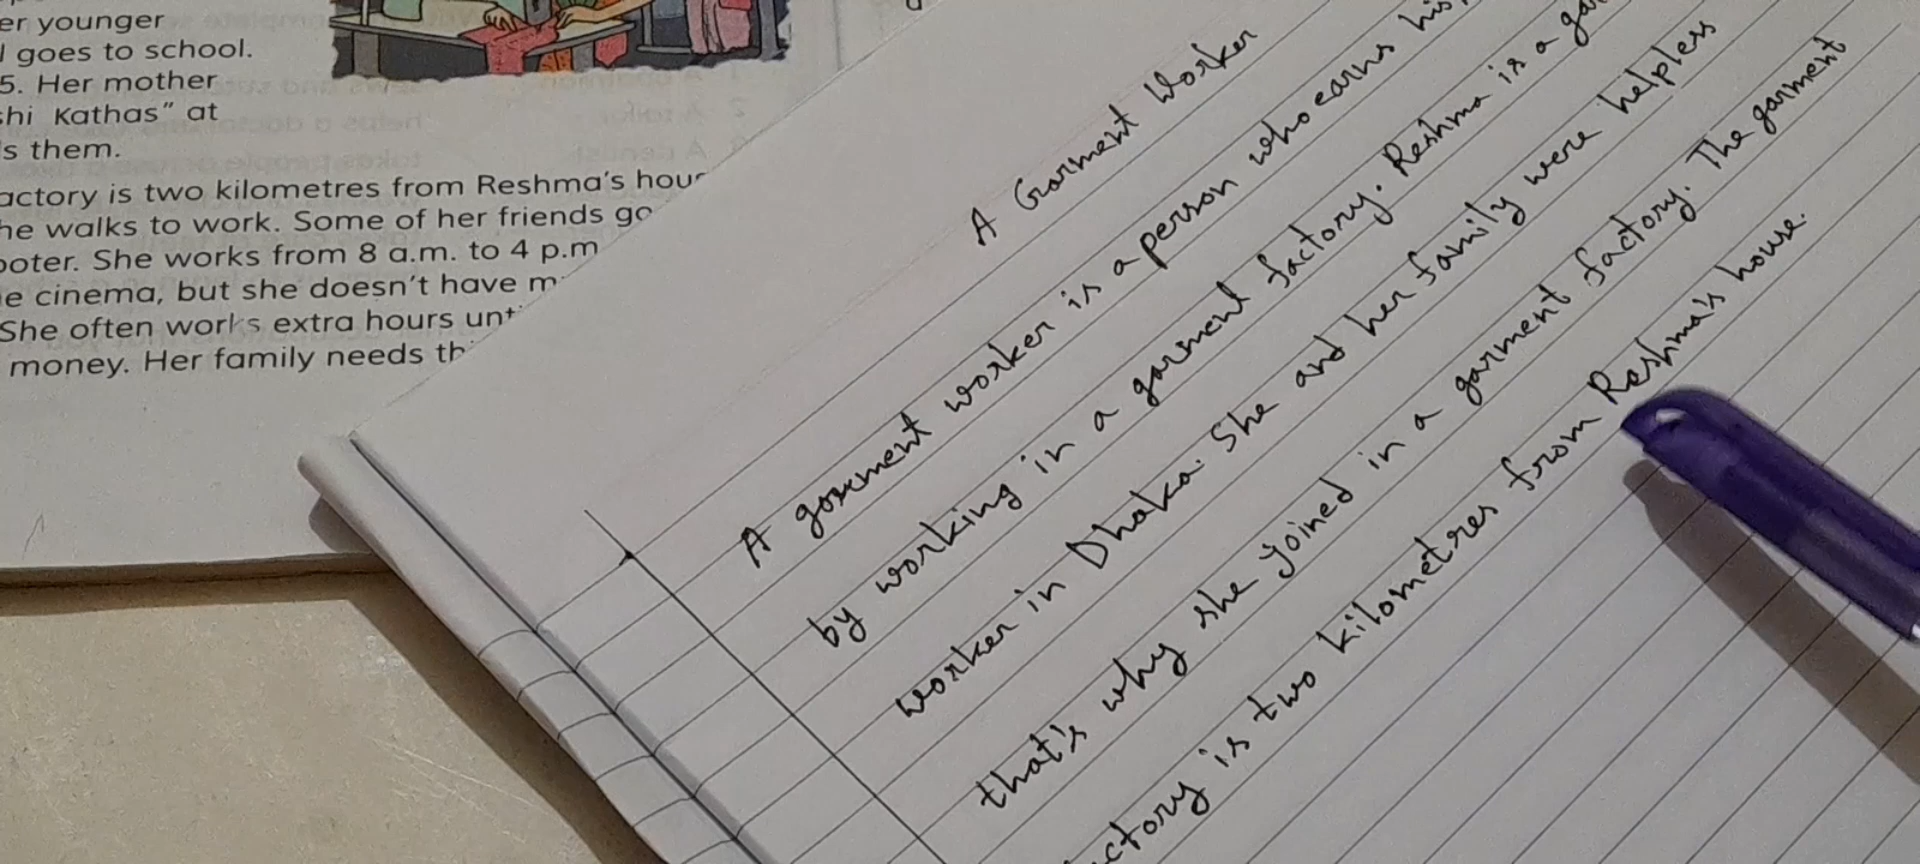 er younger
goes to school.
5. Her mother
hi Kathas" at
s them.
actory is two kilometres from Reshma's hou
he walks to work. Some of her friends go
ooter. She works from 8 a.m. to 4 p.m
e cinema, but she doesn't have m
She often works extra hours unt
money. Her family needs th
A Garment Worker
A gorment worker is a person who earns his
by working in a garment factory. Reshma is a ga
worker in Dhaka. She and her family were helpless
that's why she joined in a garment factory. The garment
ctory is two kilometres from Reshma's house.